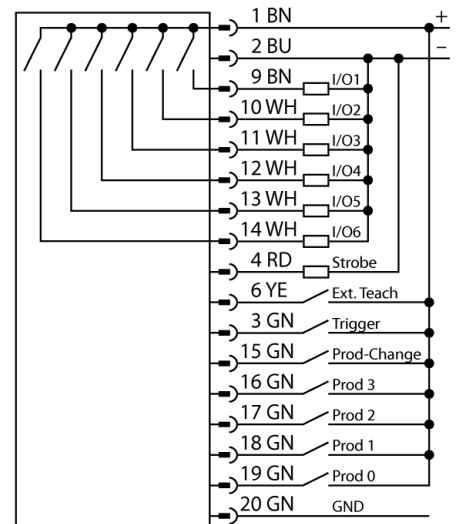 1 BN +
2 BU −
9 BN I/O1
10 WH I/O2
11 WH I/O3
12 WH I/O4
13 WH I/O5
14 WH I/O6
4 RD Strobe
6 YE Ext. Teach
3 GN Trigger
15 GN Prod-Change
16 GN Prod 3
17 GN Prod 2
18 GN Prod 1
19 GN Prod 0
20 GN GND